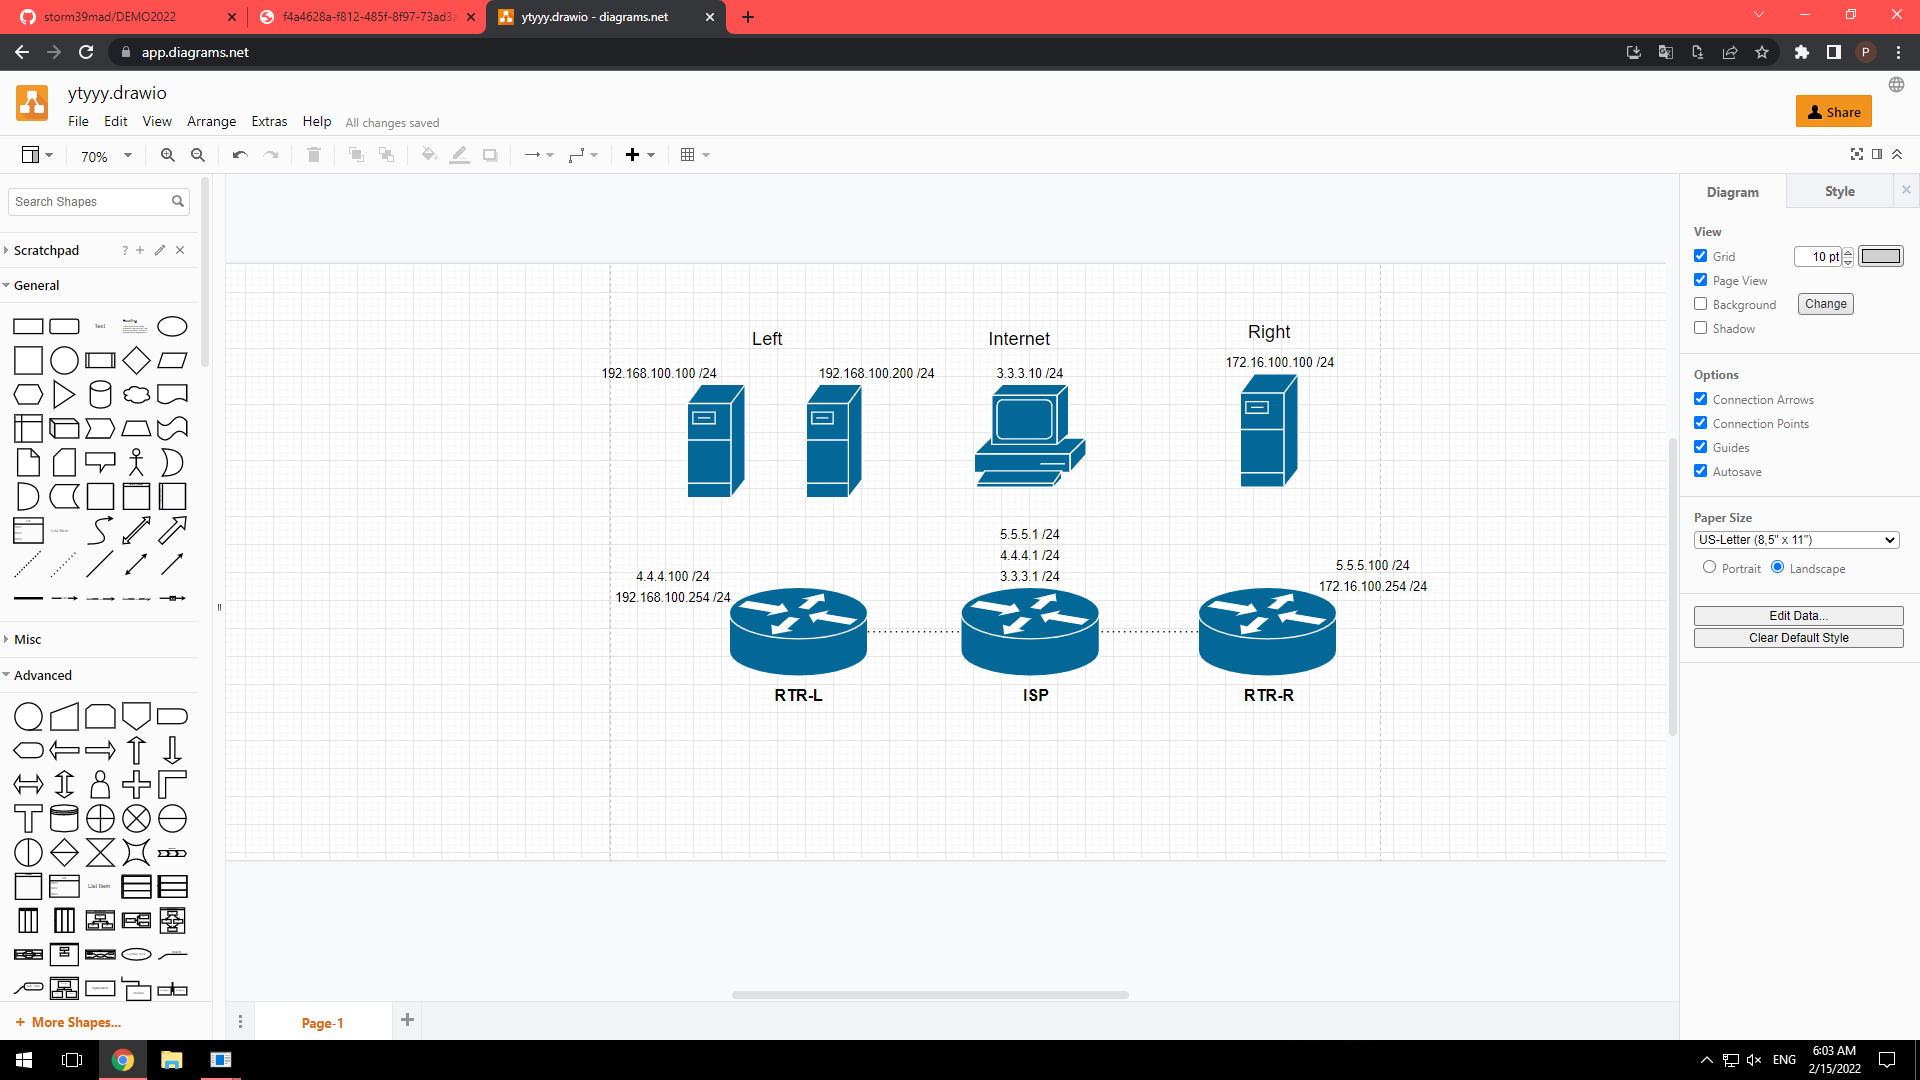 storm39mad/DEMO2022
f4a4628a-f812-485f-8f97-73ad3a
ytyyy.drawio - diagrams.net
app.diagrams.net
P
ytyyy.drawio
File Edit View Arrange Extras Help All changes saved
Share
70%
Search Shapes
Scratchpad
?
General
Text
Heading
List Item
Misc
Advanced
List Item
More Shapes...
Left
Internet
Right
192.168.100.100 /24
192.168.100.200 /24
3.3.3.10 /24
172.16.100.100 /24
5.5.5.1 /24
4.4.4.1 /24
3.3.3.1 /24
4.4.4.100 /24
192.168.100.254 /24
5.5.5.100 /24
172.16.100.254 /24
RTR-L
ISP
RTR-R
Page-1
Diagram
Style
View
Grid
10 pt
Page View
Background
Change
Shadow
Options
Connection Arrows
Connection Points
Guides
Autosave
Paper Size
US-Letter (8,5" x 11")
Portrait
Landscape
Edit Data...
Clear Default Style
ENG
6:03 AM
2/15/2022